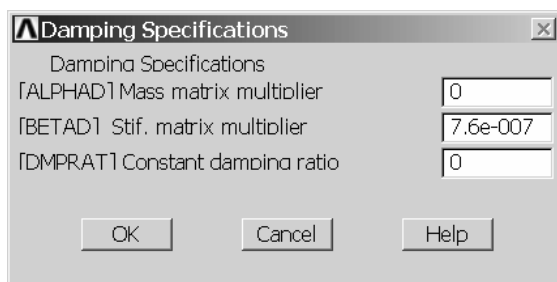 Damping Specifications
Damping Specifications
[ALPHAD] Mass matrix multiplier 0
[BETAD] Stif. matrix multiplier 7.6e-007
[DMPRAT] Constant damping ratio 0
OK Cancel Help